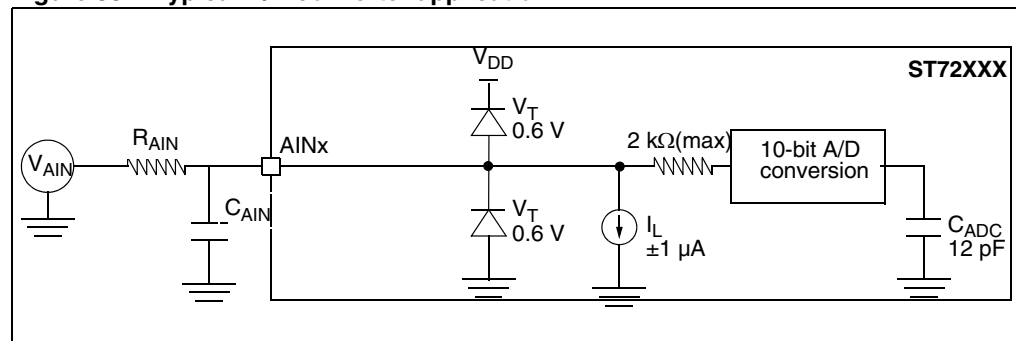 V_DD
ST72XXX
V_T
0.6 V
R_AIN
AINx
2 kΩ(max)
10-bit A/D
conversion
V_AIN
C_AIN
V_T
0.6 V
I_L
±1 µA
C_ADC
12 pF